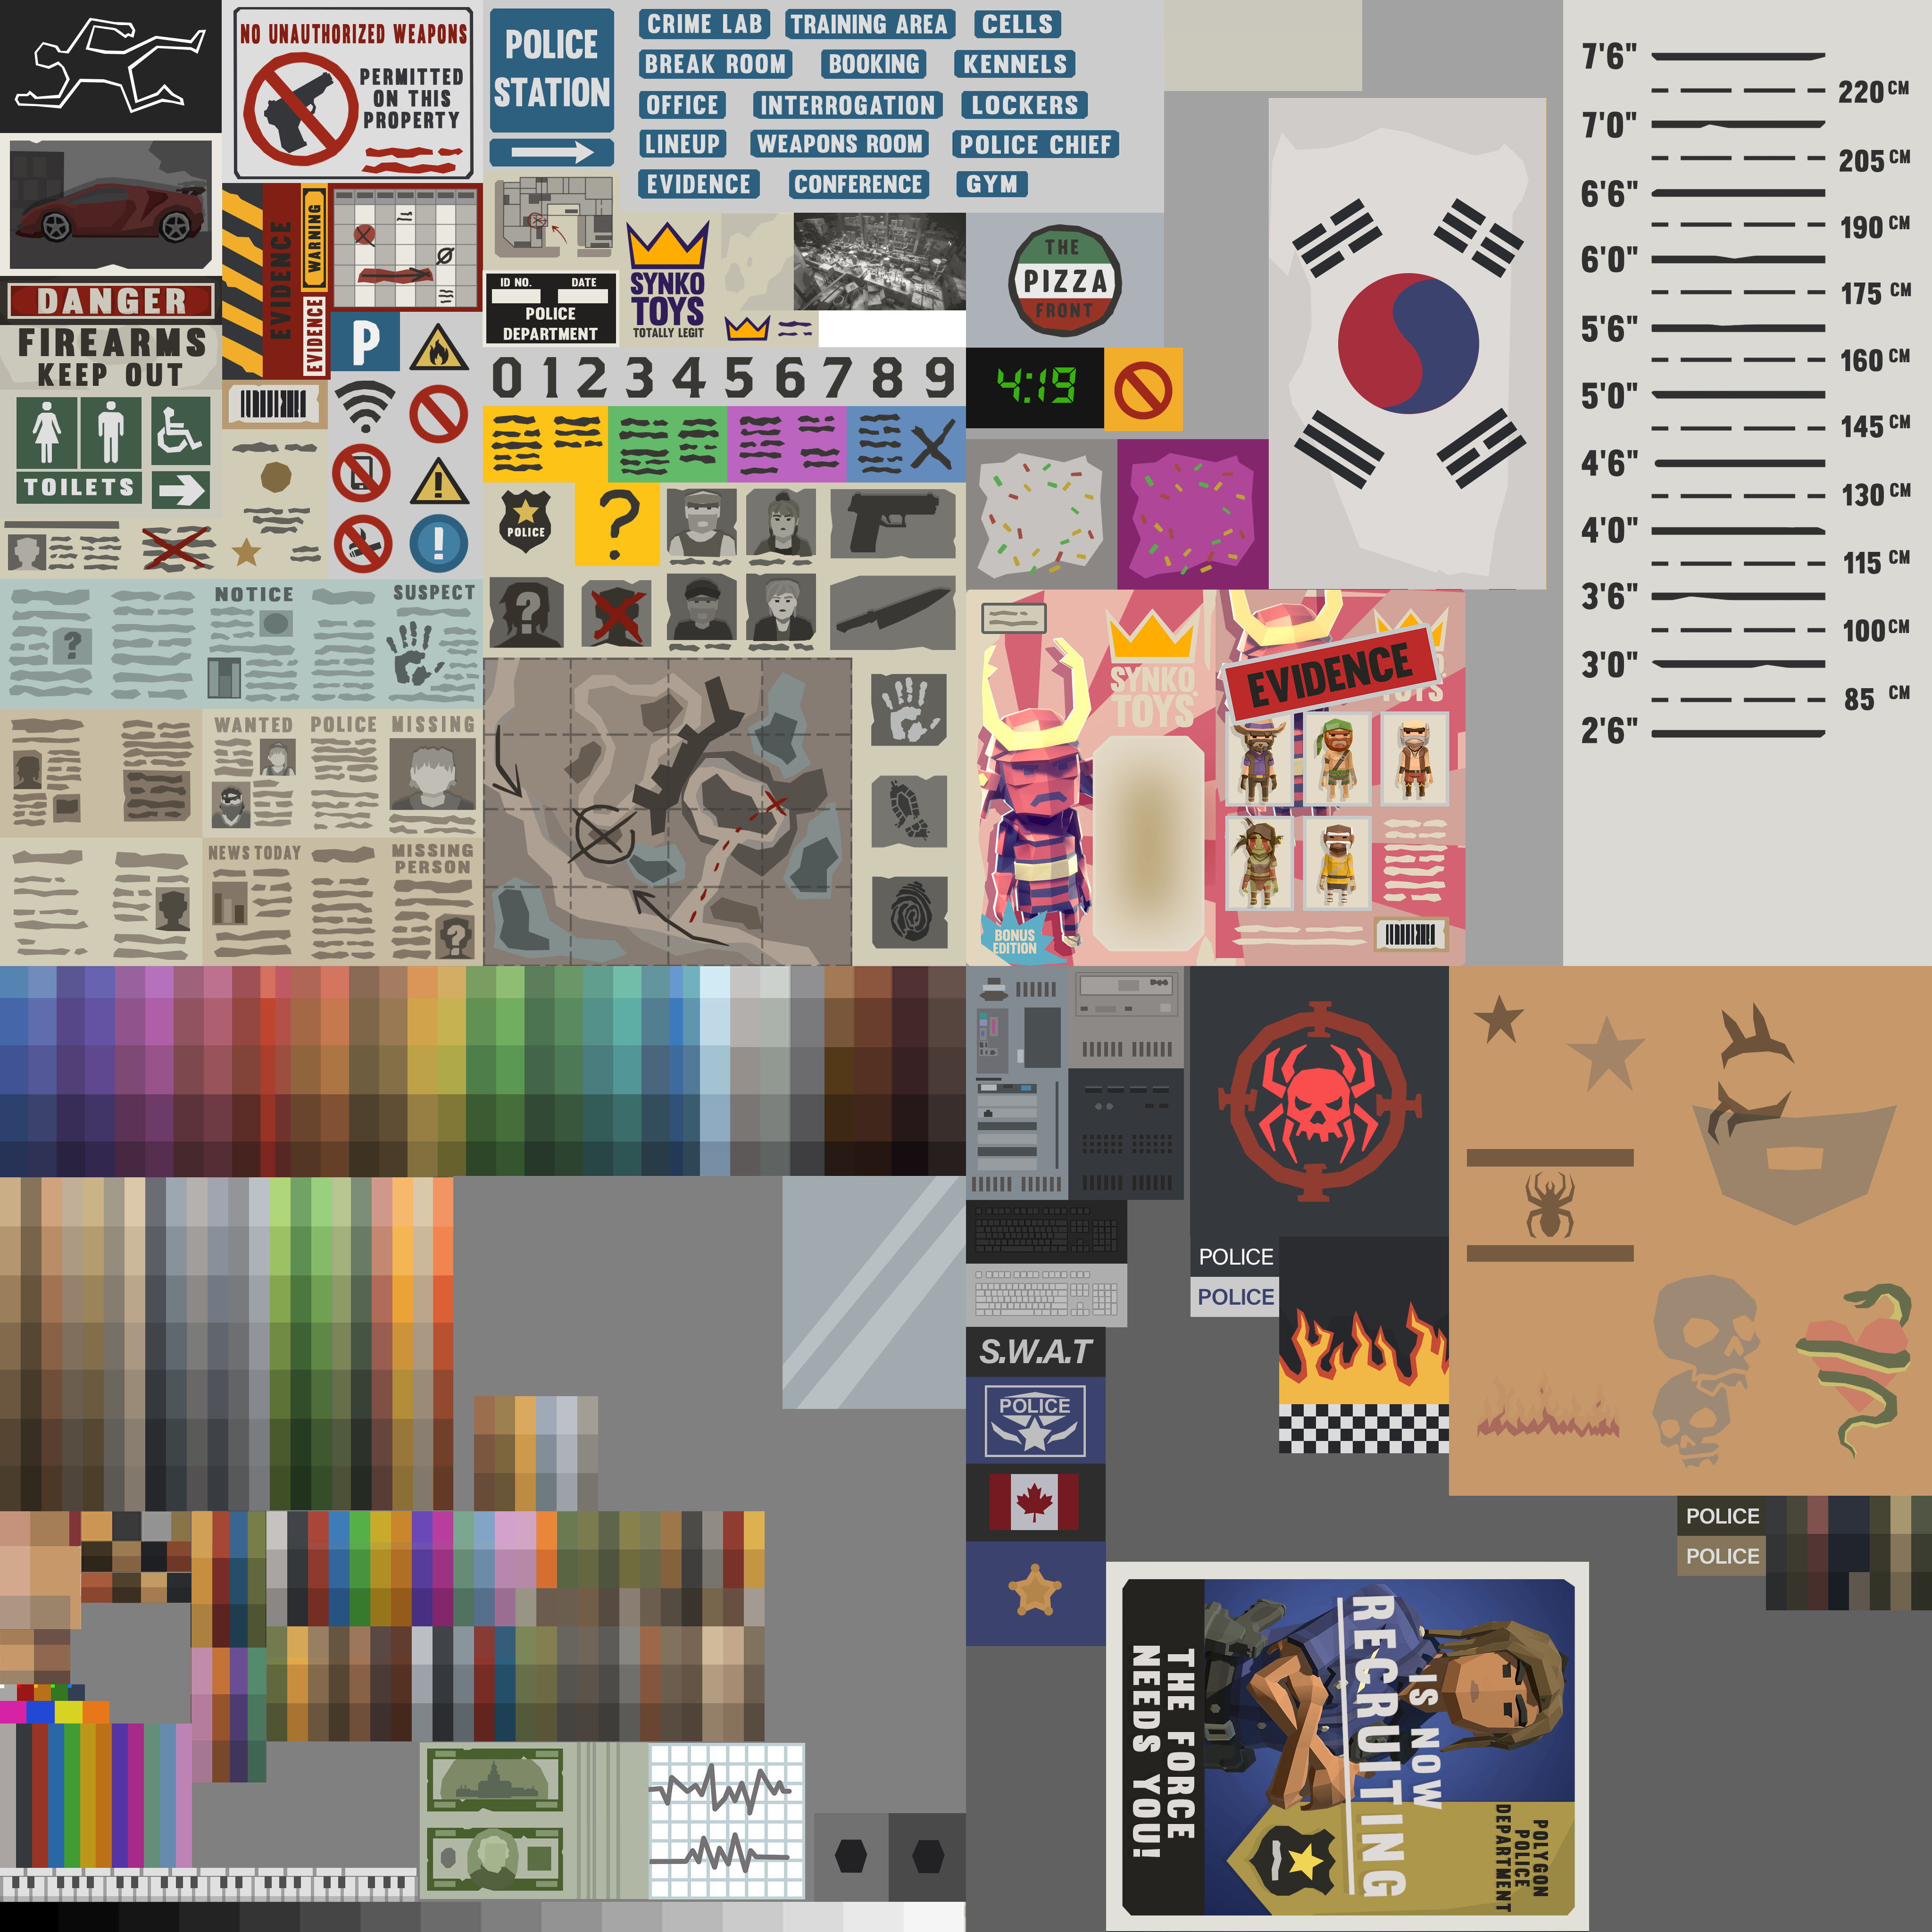 NO UNAUTHORIZED WEAPONS
PERMITTED
ON THIS
PROPERTY
POLICE
STATION
CRIME LAB
TRAINING AREA
CELLS
BREAK ROOM
BOOKING
KENNELS
OFFICE
INTERROGATION
LOCKERS
LINEUP
WEAPONS ROOM
POLICE CHIEF
EVIDENCE
CONFERENCE
GYM
DANGER
FIREARMS
KEEP OUT
TOILETS
EVIDENCE
WARNING
EVIDENCE
P
ID NO.
DATE
POLICE
DEPARTMENT
SYNKO
TOYS
TOTALLY LEGIT
THE
PIZZA
FRONT
0 1 2 3 4 5 6 7 8 9
4:19
POLICE
?
?
!
!
NOTICE
SUSPECT
?
WANTED
POLICE
MISSING
NEWS TODAY
MISSING
PERSON
?
SYNKO
TOYS
EVIDENCE
BONUS
EDITION
7'6"
220 CM
7'0"
205 CM
6'6"
190 CM
6'0"
175 CM
5'6"
160 CM
5'0"
145 CM
4'6"
130 CM
4'0"
115 CM
3'6"
100 CM
3'0"
85 CM
2'6"
POLICE
POLICE
S.W.A.T
POLICE
POLICE
POLICE
THE FORCE
NEEDS YOU!
IS NOW
RECRUITING
POLYGON
POLICE
DEPARTMENT